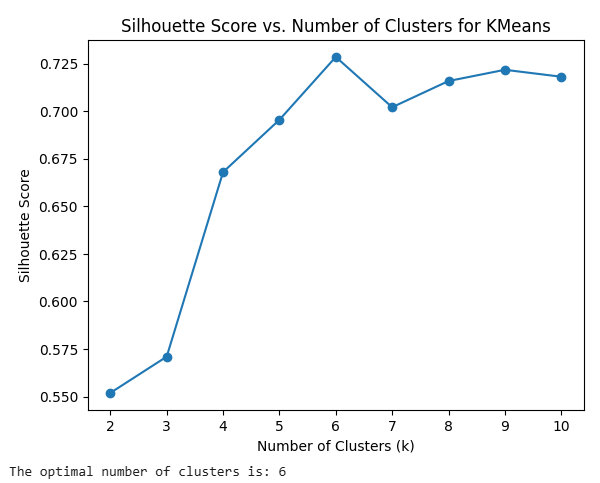 Silhouette Score vs. Number of Clusters for KMeans
0.725
0.700
0.675
0.650
0.625
0.600
0.575
0.550
Silhouette Score
2 3 4 5 6 7 8 9 10
Number of Clusters (k)
The optimal number of clusters is: 6